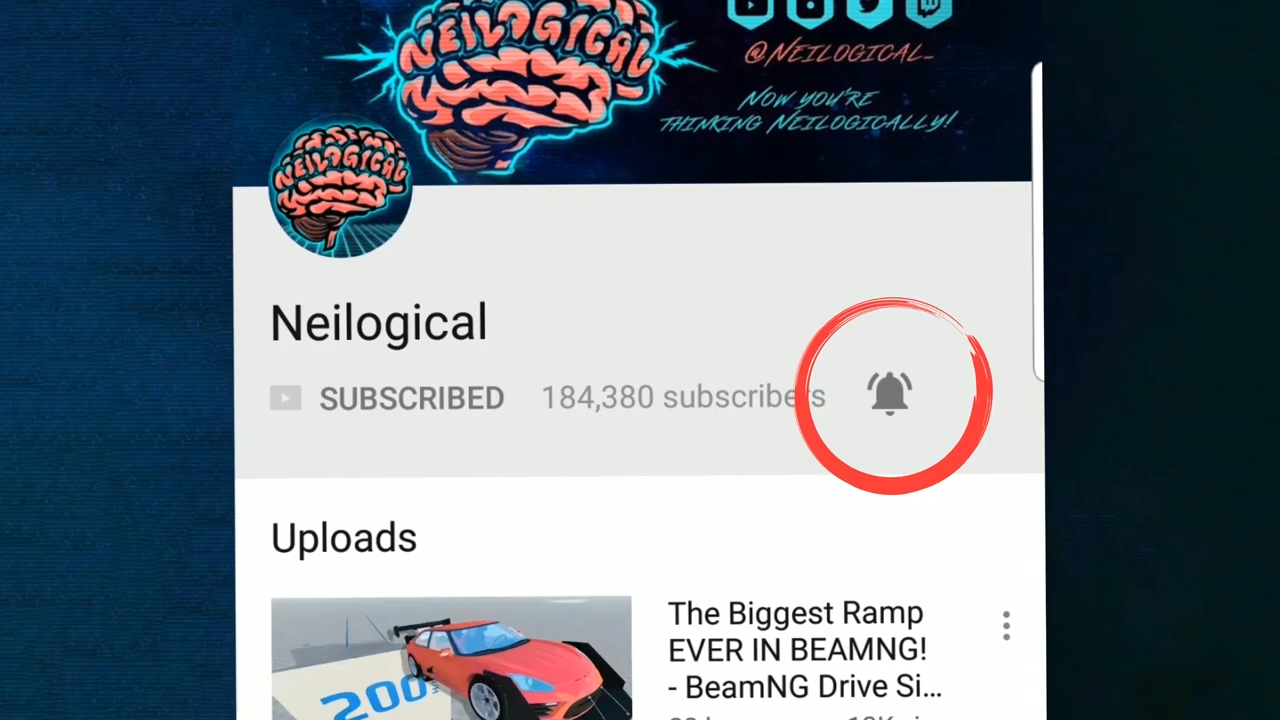 NEILOGICAL
@NEILOGICAL_
NOW YOU'RE
THINKING NEILOGICALLY!
NEILOGICAL
Neilogical
SUBSCRIBED 184,380 subscribers
Uploads
The Biggest Ramp
EVER IN BEAMNG!
- BeamNG Drive Si...
200